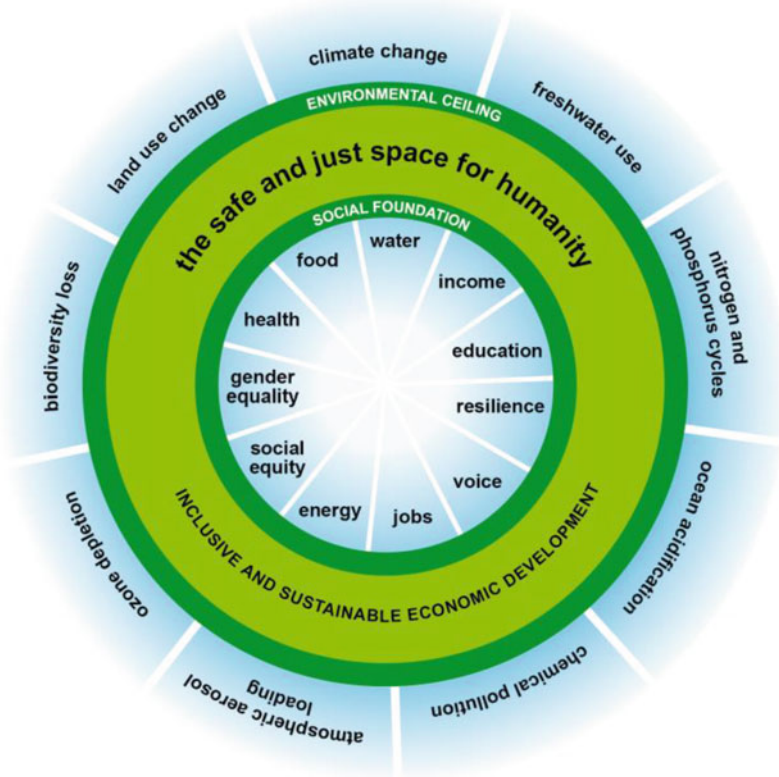 climate change
freshwater use
nitrogen and
phosphorus cycles
ocean acidification
chemical pollution
atmospheric aerosol
loading
ozone depletion
biodiversity loss
land use change
ENVIRONMENTAL CEILING
the safe and just space for humanity
SOCIAL FOUNDATION
water
income
education
resilience
voice
jobs
energy
social
equity
gender
equality
health
food
INCLUSIVE AND SUSTAINABLE ECONOMIC DEVELOPMENT